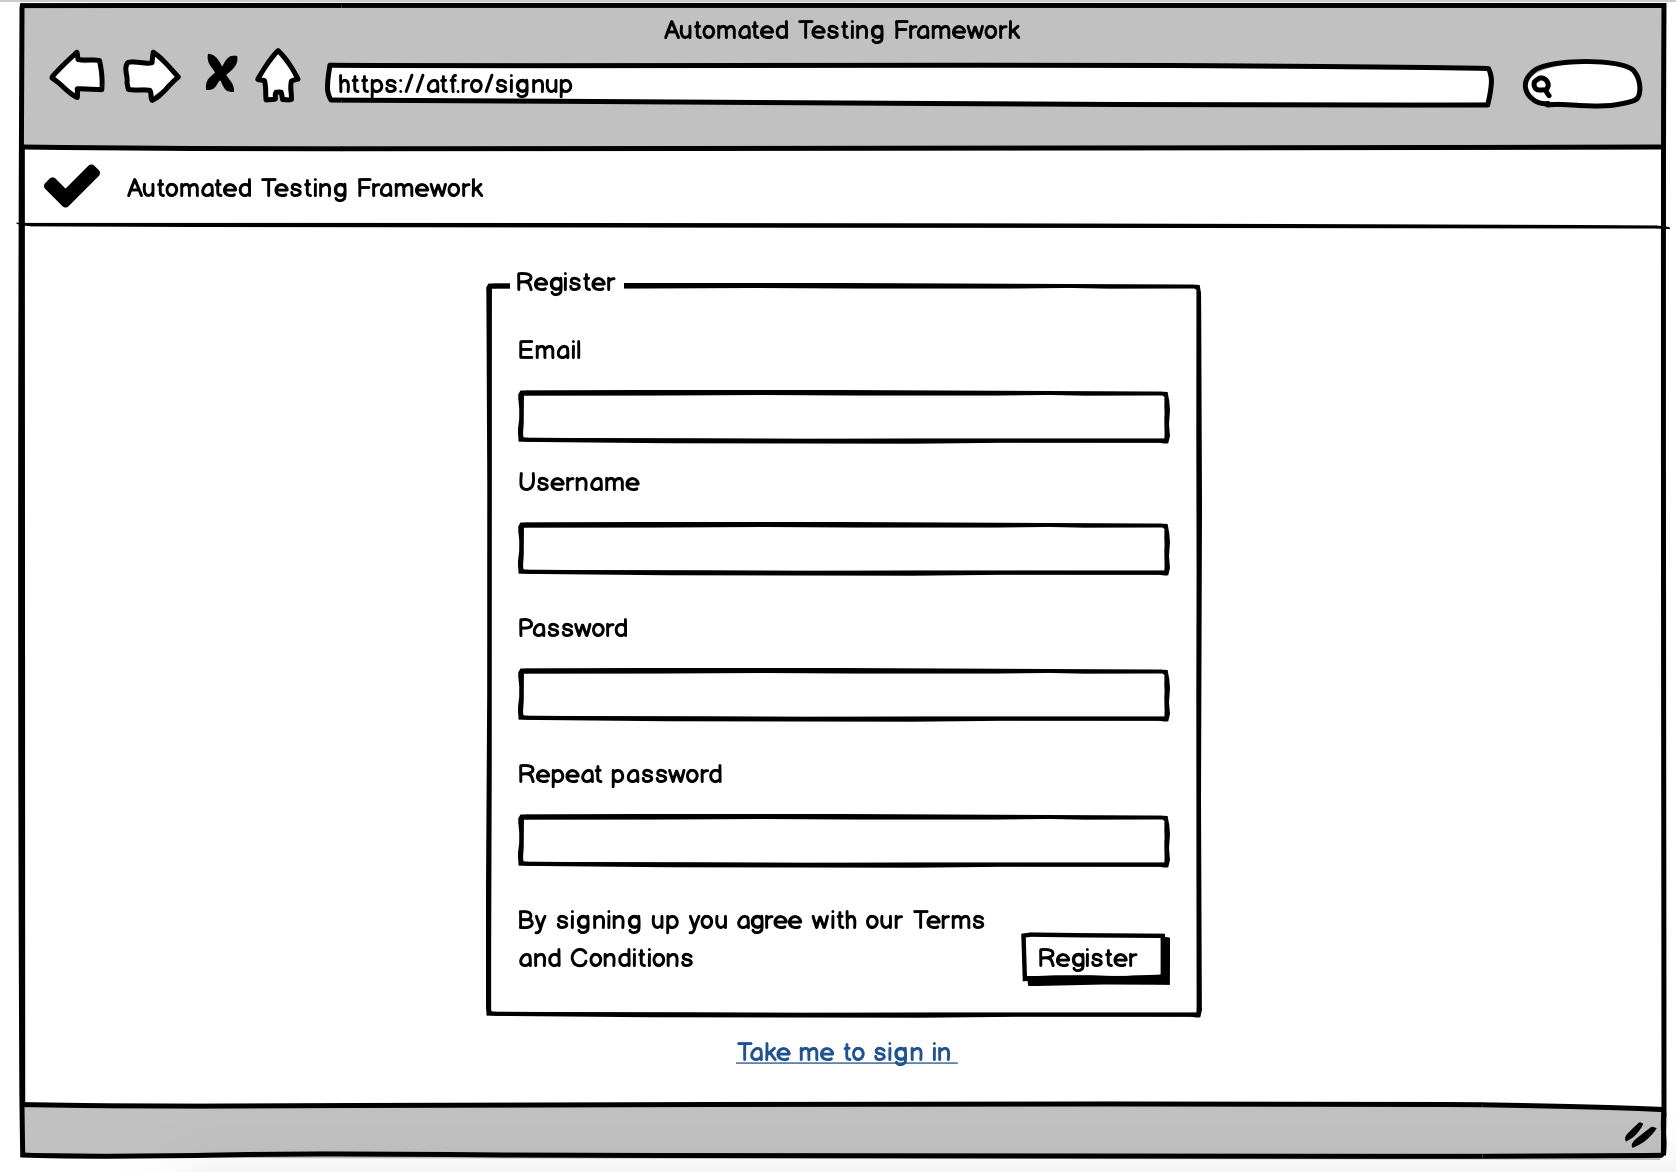 Automated Testing Framework
https://atf.ro/signup
Automated Testing Framework
Register
Email
Username
Password
Repeat password
By signing up you agree with our Terms
and Conditions
Register
Take me to sign in